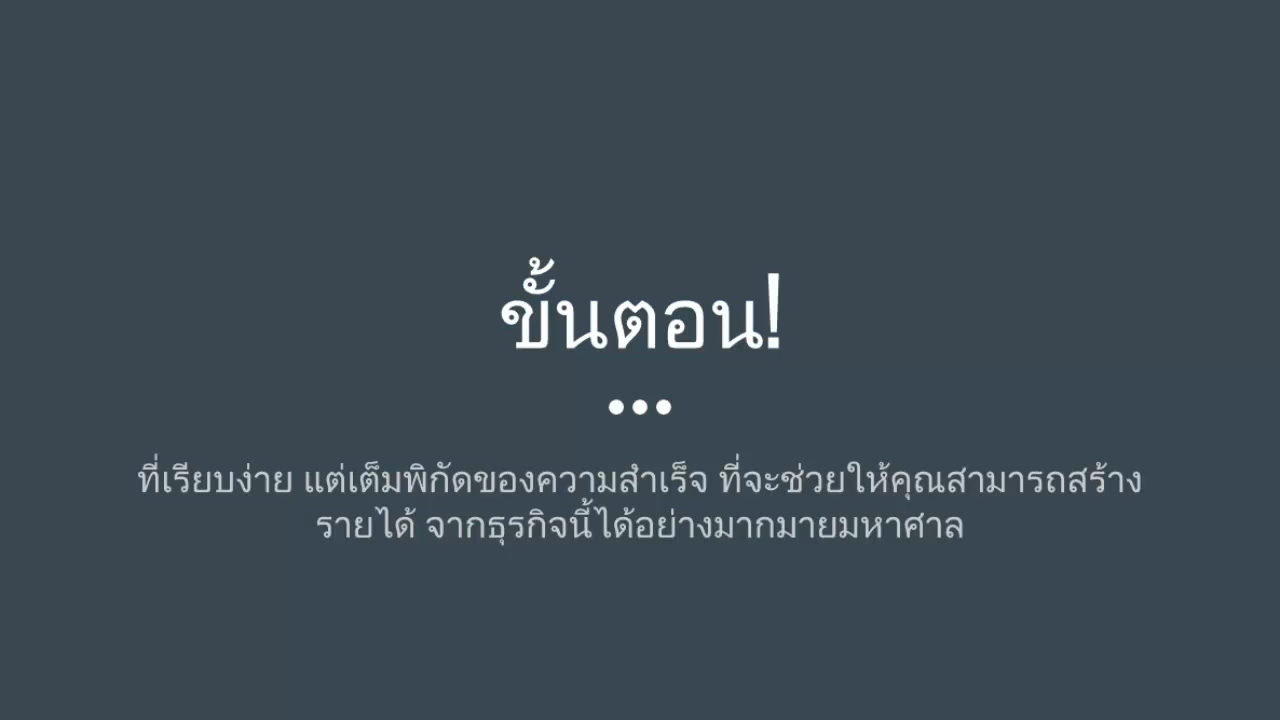 ขั้นตอน!
ที่เรียบง่าย แต่เต็มพิกัดของความสำเร็จ ที่จะช่วยให้คุณสามารถสร้าง
รายได้ จากธุรกิจนี้ได้อย่างมากมายมหาศาล